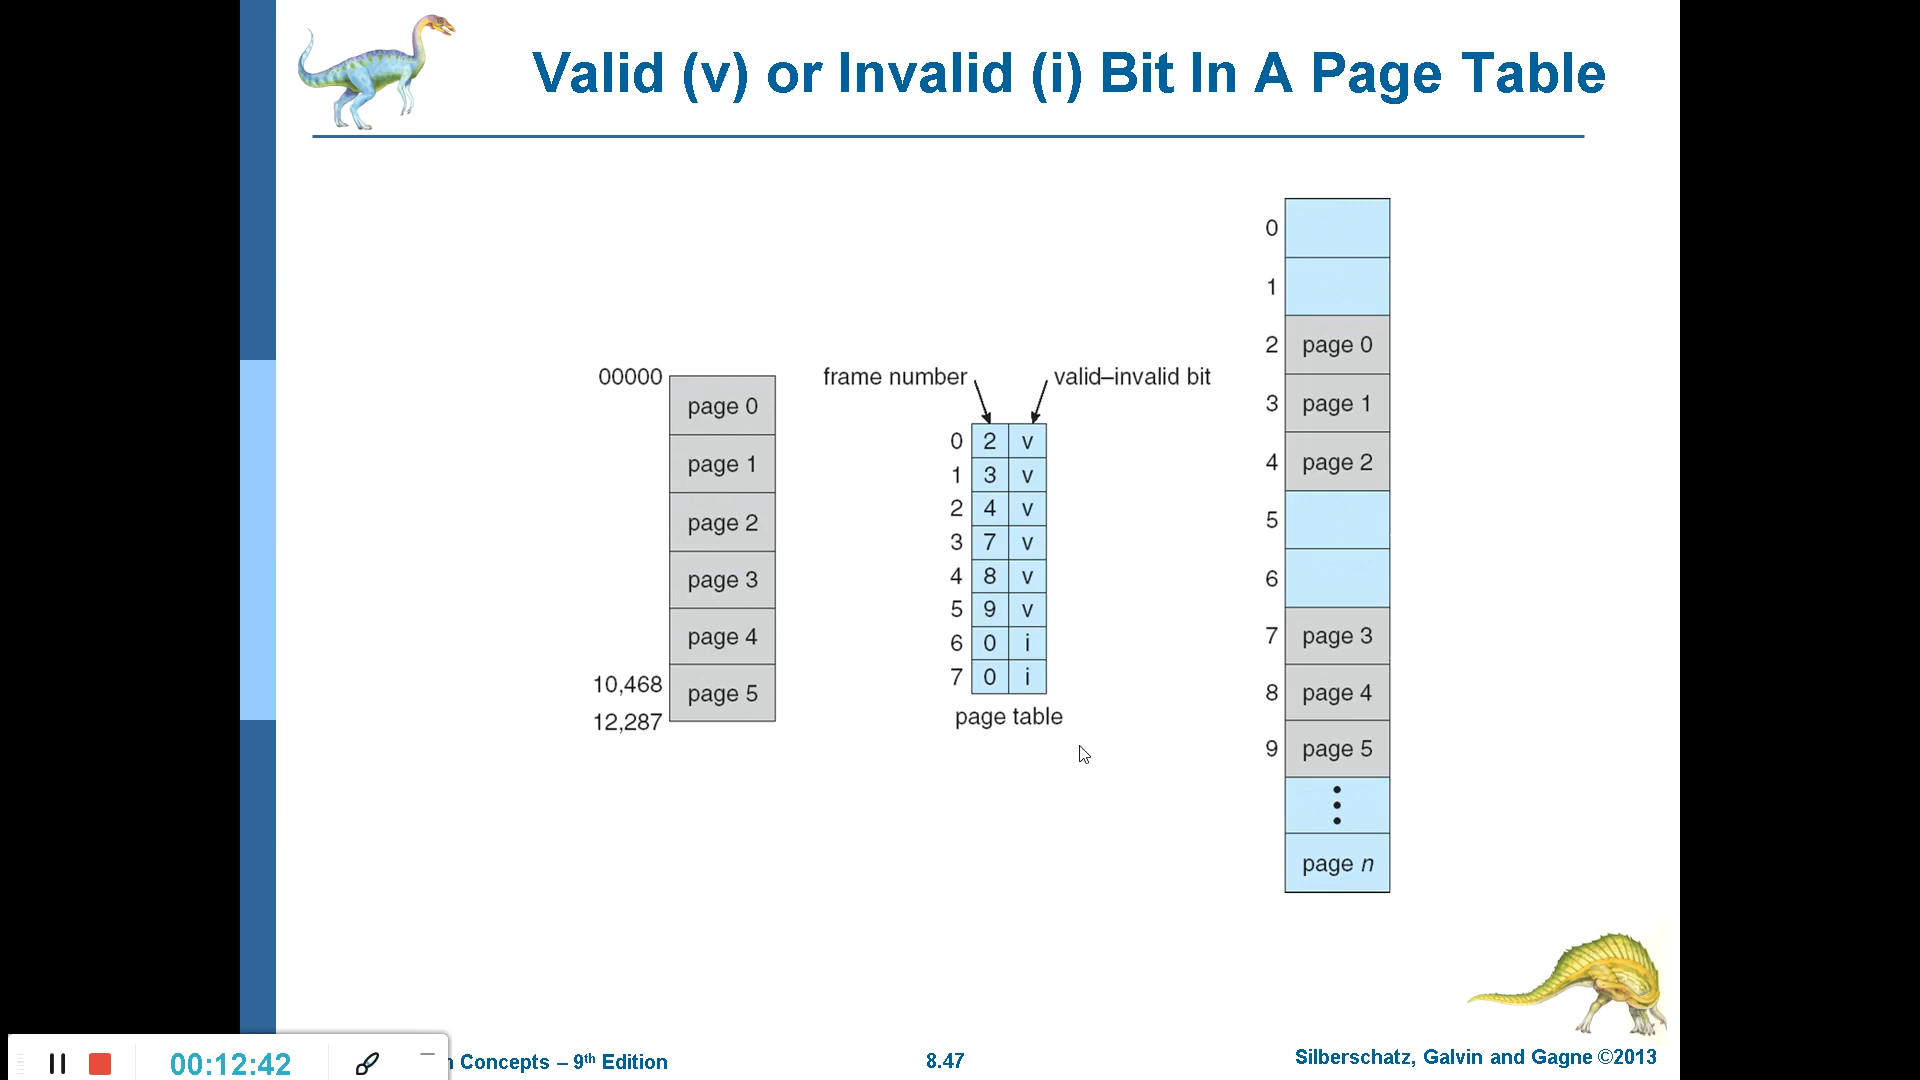 Valid (v) or Invalid (i) Bit In A Page Table
00000
page 0
page 1
page 2
page 3
page 4
10,468
page 5
12,287
frame number
valid–invalid bit
0 2 v
1 3 v
2 4 v
3 7 v
4 8 v
5 9 v
6 0 i
7 0 i
page table
0
1
2 page 0
3 page 1
4 page 2
5
6
7 page 3
8 page 4
9 page 5
page n
00:12:42
Concepts – 9th Edition
8.47
Silberschatz, Galvin and Gagne ©2013